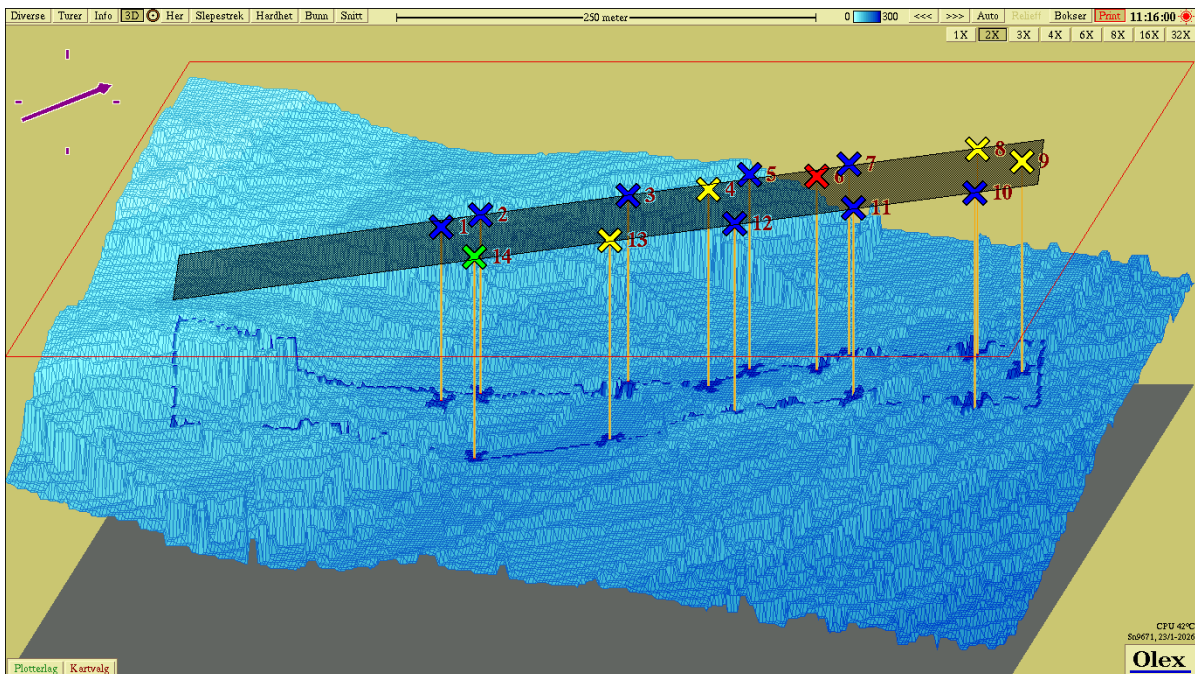 Diverse Turer Info 3D Her Slepestrek Hardhet Bunn Snitt 250 meter 0 300 <<< >>> Auto Relieff Bokser Print 11:16:00
1X 2X 3X 4X 6X 8X 16X 32X
8
9
7
6
5
4
3
10
11
2
12
1
13
14
CPU 42°C
Sn9671, 23/1-2026
Plotterlag Kartvalg
Olex